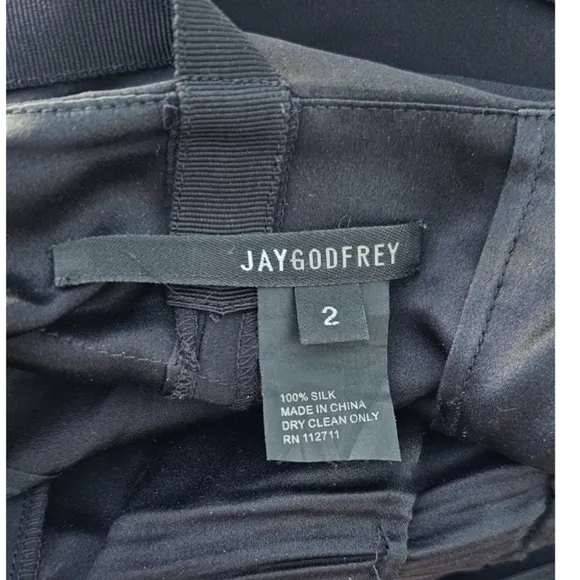 JAYGODFREY
2
100% SILK
MADE IN CHINA
DRY CLEAN ONLY
RN 112711